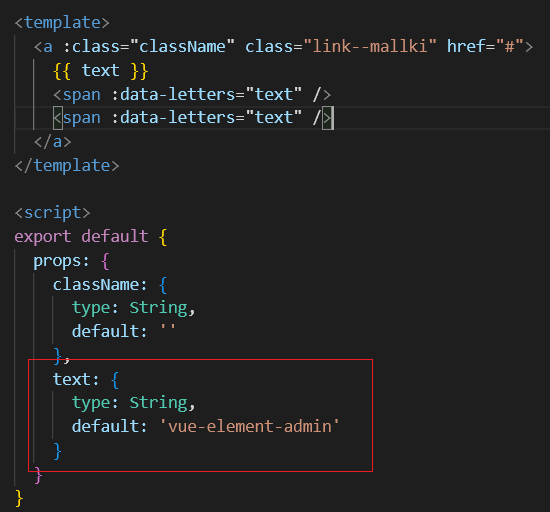 <template>
  <a :class="className" class="link--mallki" href="#">
    {{ text }}
    <span :data-letters="text" />
    <span :data-letters="text" />
  </a>
</template>

<script>
export default {
  props: {
    className: {
      type: String,
      default: ''
    },
    text: {
      type: String,
      default: 'vue-element-admin'
    }
  }
}